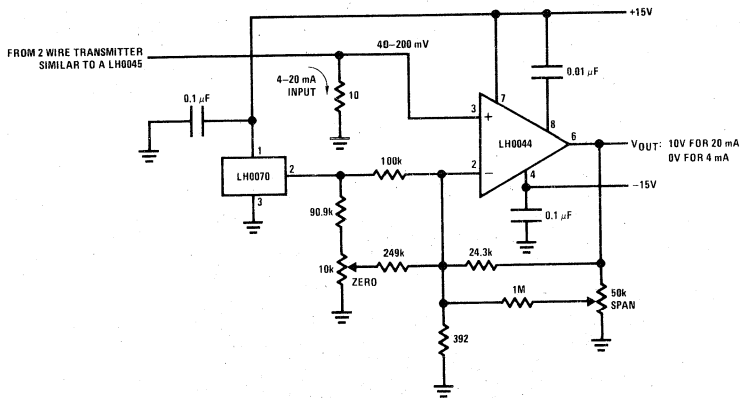 +15V
FROM 2 WIRE TRANSMITTER
SIMILAR TO A LH0045
40–200 mV
0.01 µF
4–20 mA
INPUT
10
0.1 µF
7
3
+
8
LH0044
6
VOUT: 10V FOR 20 mA
0V FOR 4 mA
1
LH0070
2
100k
2
–
4
–15V
3
90.9k
0.1 µF
10k
ZERO
249k
24.3k
1M
50k
SPAN
392